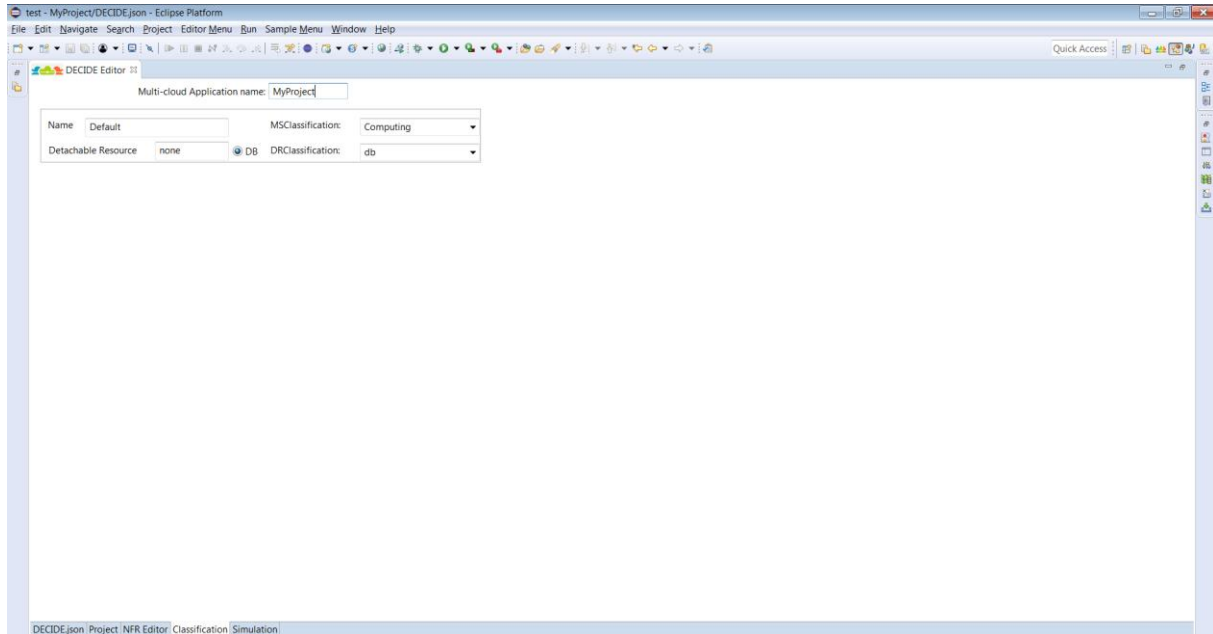 test - MyProject/DECIDE.json - Eclipse Platform
File Edit Navigate Search Project Editor Menu Run Sample Menu Window Help
Quick Access
DECIDE Editor
Multi-cloud Application name: MyProject
Name Default MSClassification: Computing
Detachable Resource none DB DRClassification: db
DECIDE.json Project NFR Editor Classification Simulation